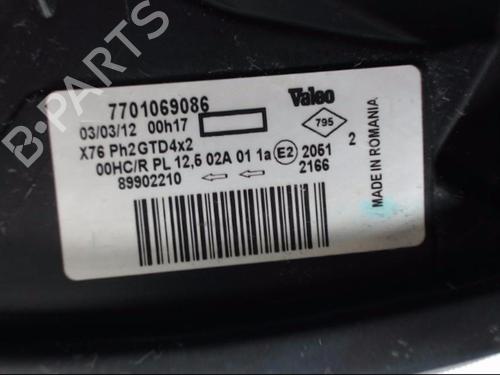 7701069086 Valeo
03/03/12 00h17 795
X76 Ph2GTD4x2 2
00HC/R PL 12,5 02A 01 1a E2 2051
89902210 2166
MADE IN ROMANIA
B-PARTS